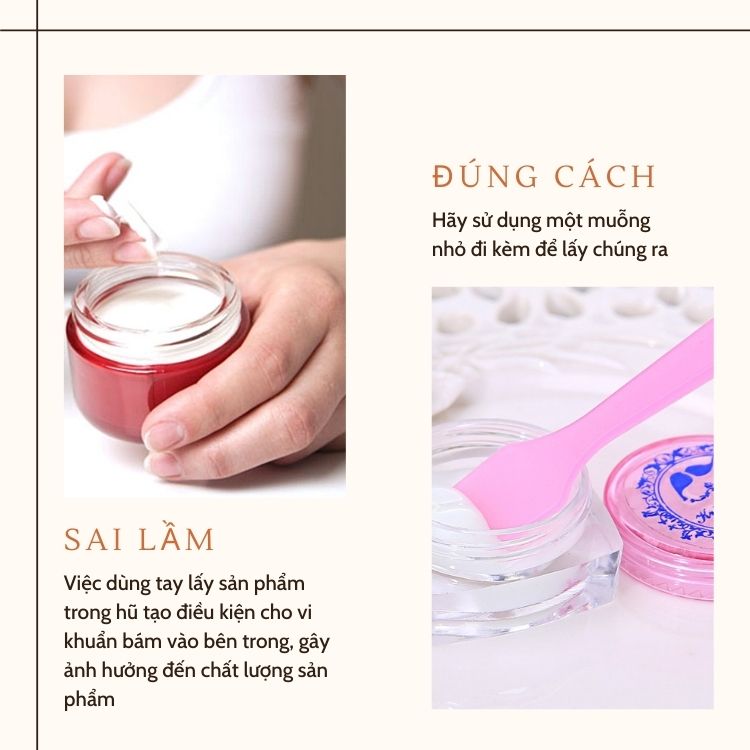 SAI LẦM
Việc dùng tay lấy sản phẩm
trong hũ tạo điều kiện cho vi
khuẩn bám vào bên trong, gây
ảnh hưởng đến chất lượng sản
phẩm
ĐÚNG CÁCH
Hãy sử dụng một muỗng
nhỏ đi kèm để lấy chúng ra